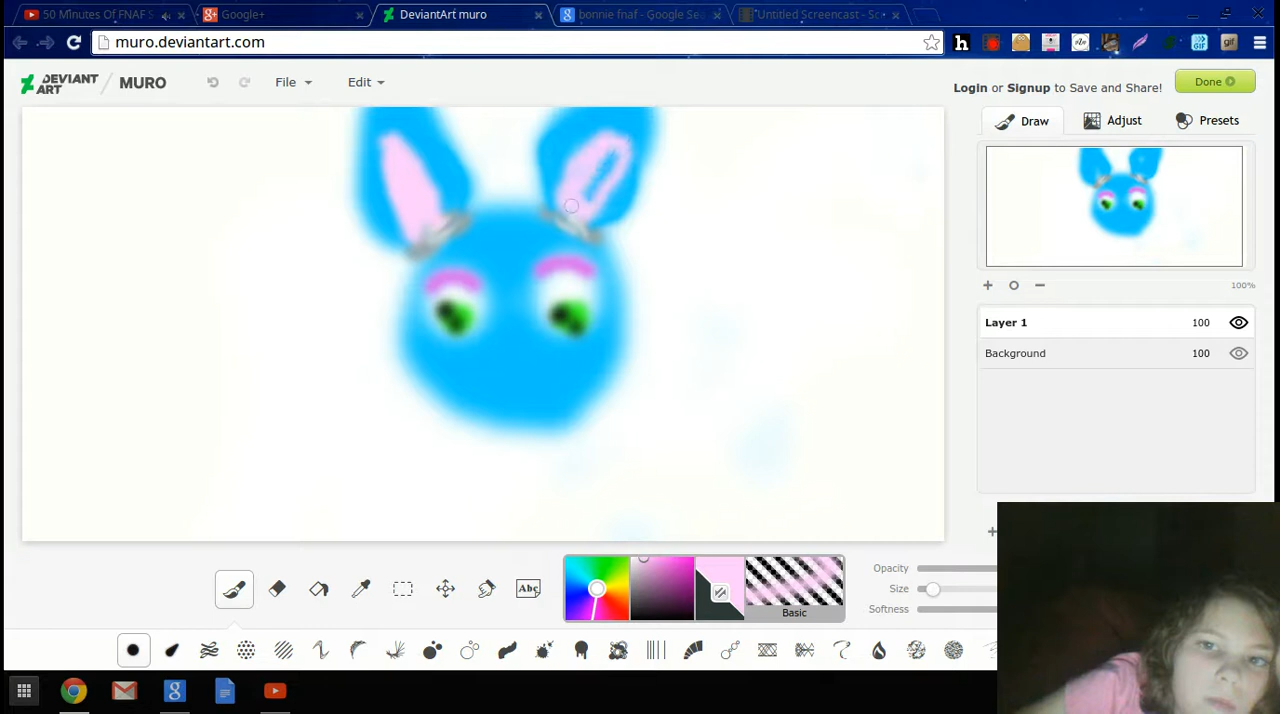 50 Minutes Of FNAF S
Google+
DeviantArt muro
bonnie fnaf - Google Sea
Untitled Screencast - Sc
muro.deviantart.com
DEVIANT ART / MURO
File
Edit
Login or Signup to Save and Share!
Done
Draw
Adjust
Presets
100%
Layer 1
100
Background
100
Abc
Basic
Opacity
Size
Softness